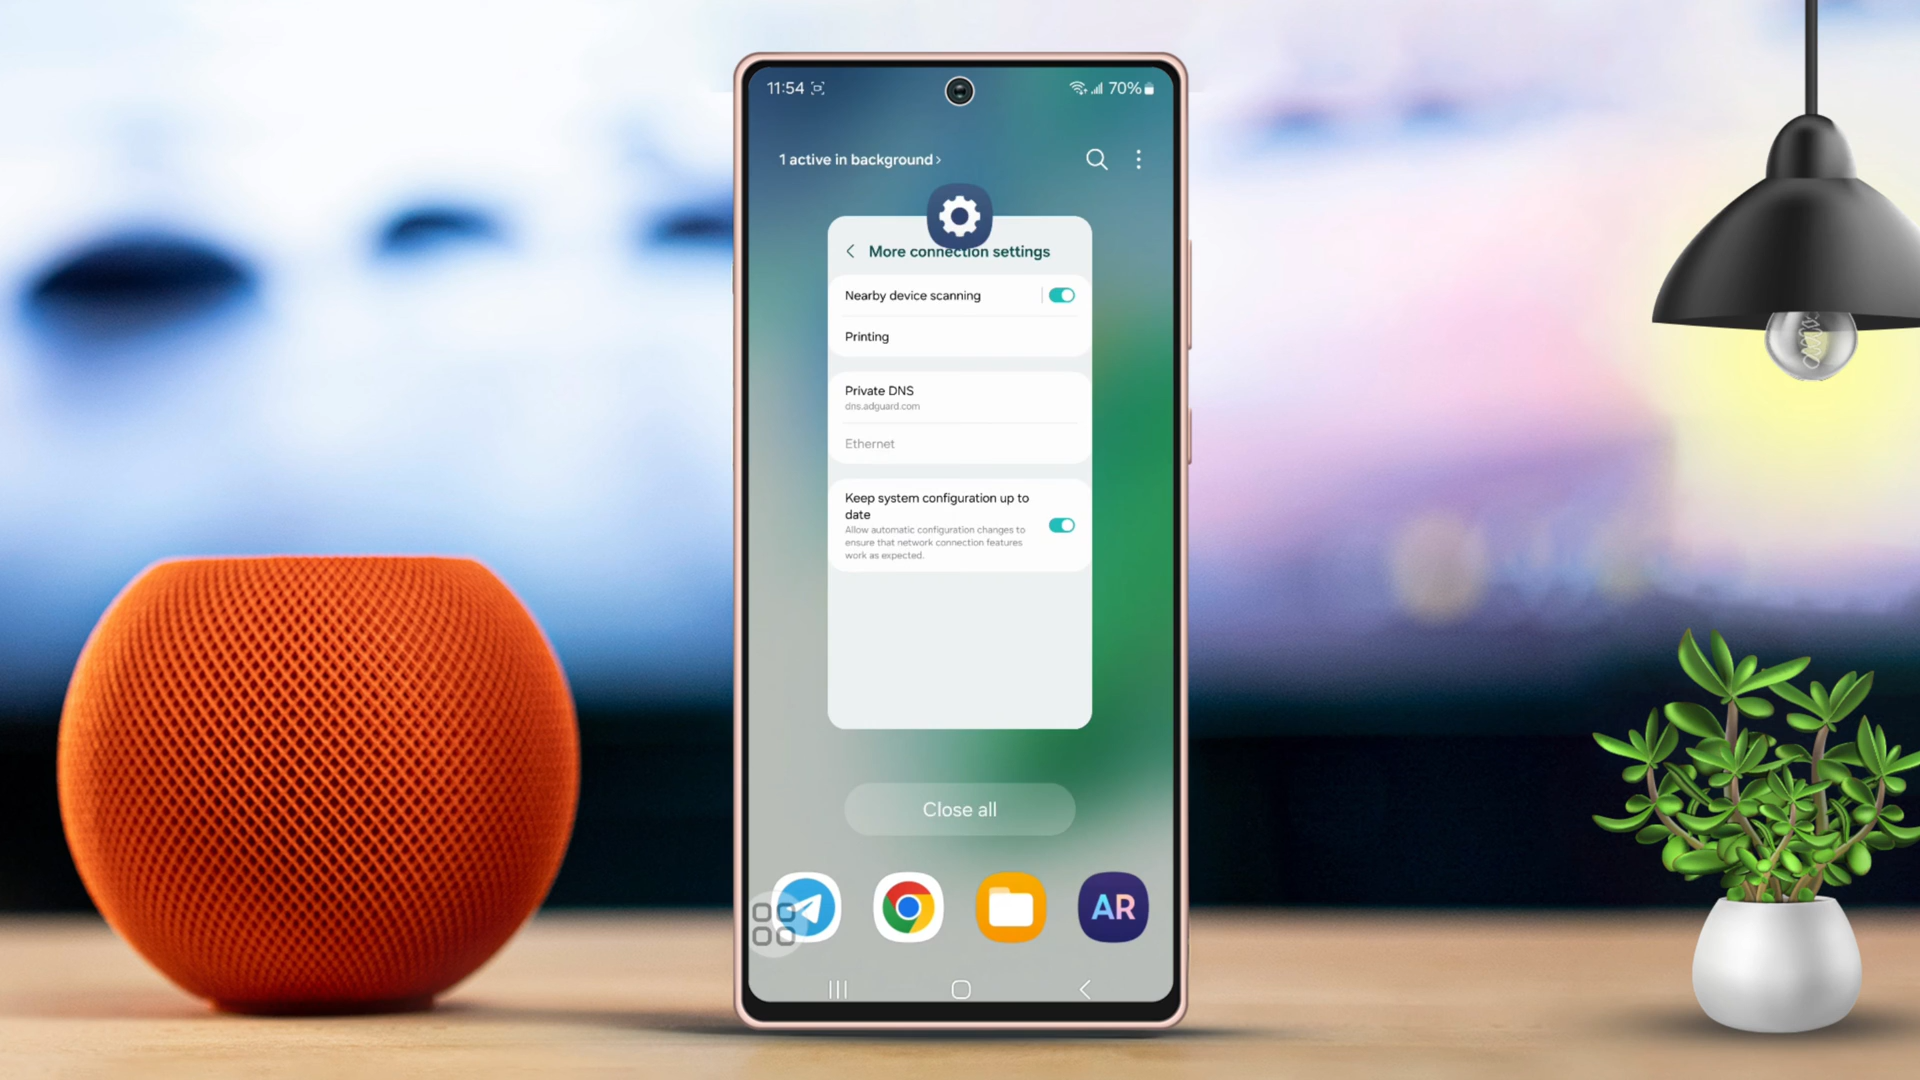 11:54
70%
1 active in background >
More connection settings
Nearby device scanning
Printing
Private DNS
dns.adguard.com
Ethernet
Keep system configuration up to
date
Allow automatic configuration changes to
ensure that network connection features
work as expected.
Close all
AR